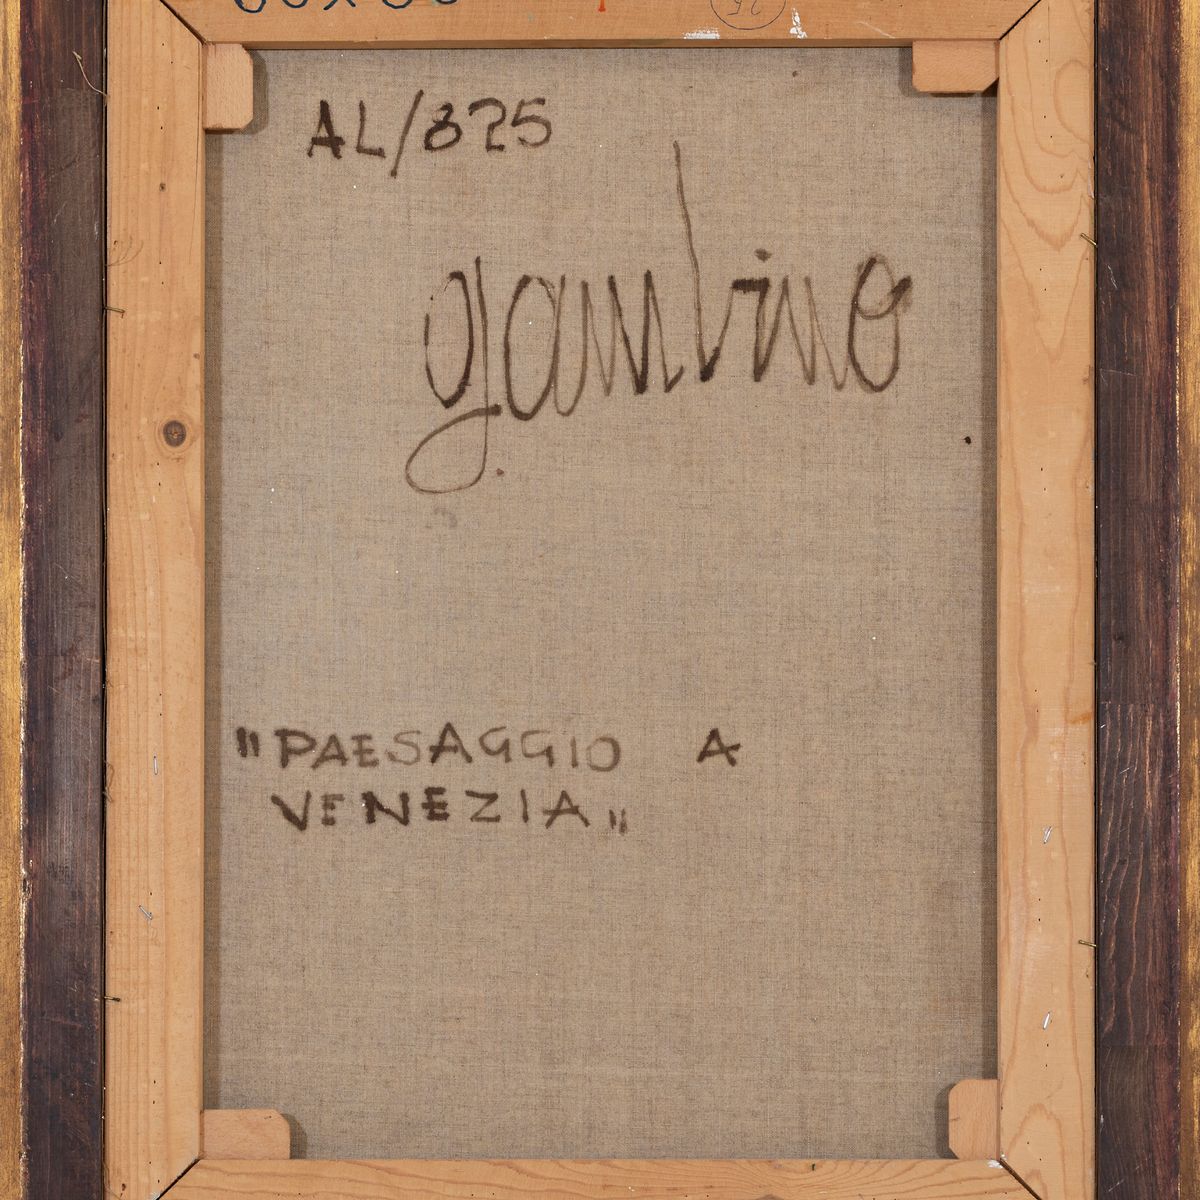 AL/825
gambino
"PAESAGGIO A
VENEZIA"